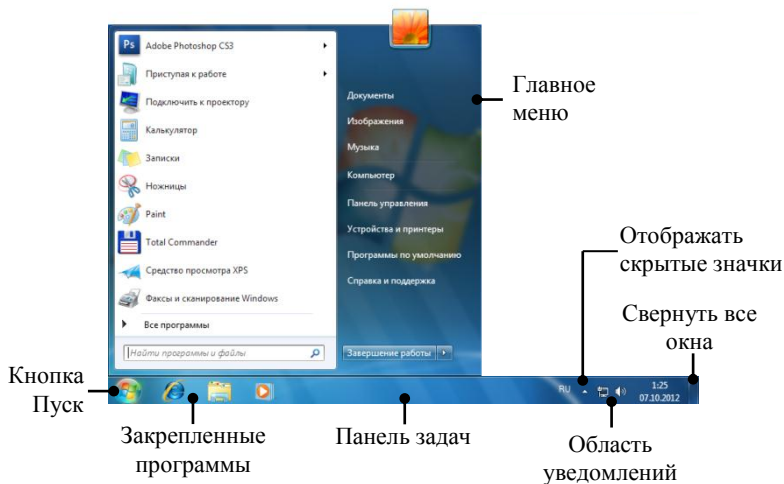 Ps Adobe Photoshop CS3
Приступая к работе
Подключить к проектору
Калькулятор
Записки
Ножницы
Paint
Total Commander
Средство просмотра XPS
Факсы и сканирование Windows
Все программы
Найти программы и файлы
Документы
Изображения
Музыка
Компьютер
Панель управления
Устройства и принтеры
Программы по умолчанию
Справка и поддержка
Завершение работы
Главное
меню
Отображать
скрытые значки
Свернуть все
окна
RU
1:25
07.10.2012
Кнопка
Пуск
Закрепленные
программы
Панель задач
Область
уведомлений